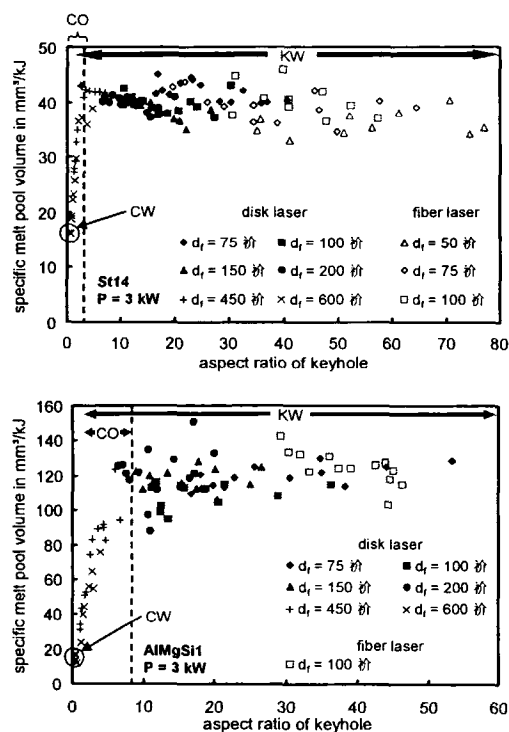 CO
KW
50
40
30
20
10
0
specific melt pool volume in mm³/kJ
CW
St14
P = 3 kW
disk laser
fiber laser
d_f = 75
d_f = 100
d_f = 50
d_f = 150
d_f = 200
d_f = 75
d_f = 450
d_f = 600
d_f = 100
0 10 20 30 40 50 60 70 80
aspect ratio of keyhole
160
140
120
100
80
60
40
20
0
specific melt pool volume in mm³/kJ
KW
CO
CW
AlMgSi1
P = 3 kW
disk laser
d_f = 75
d_f = 100
d_f = 150
d_f = 200
d_f = 450
d_f = 600
fiber laser
d_f = 100
0 10 20 30 40 50 60
aspect ratio of keyhole